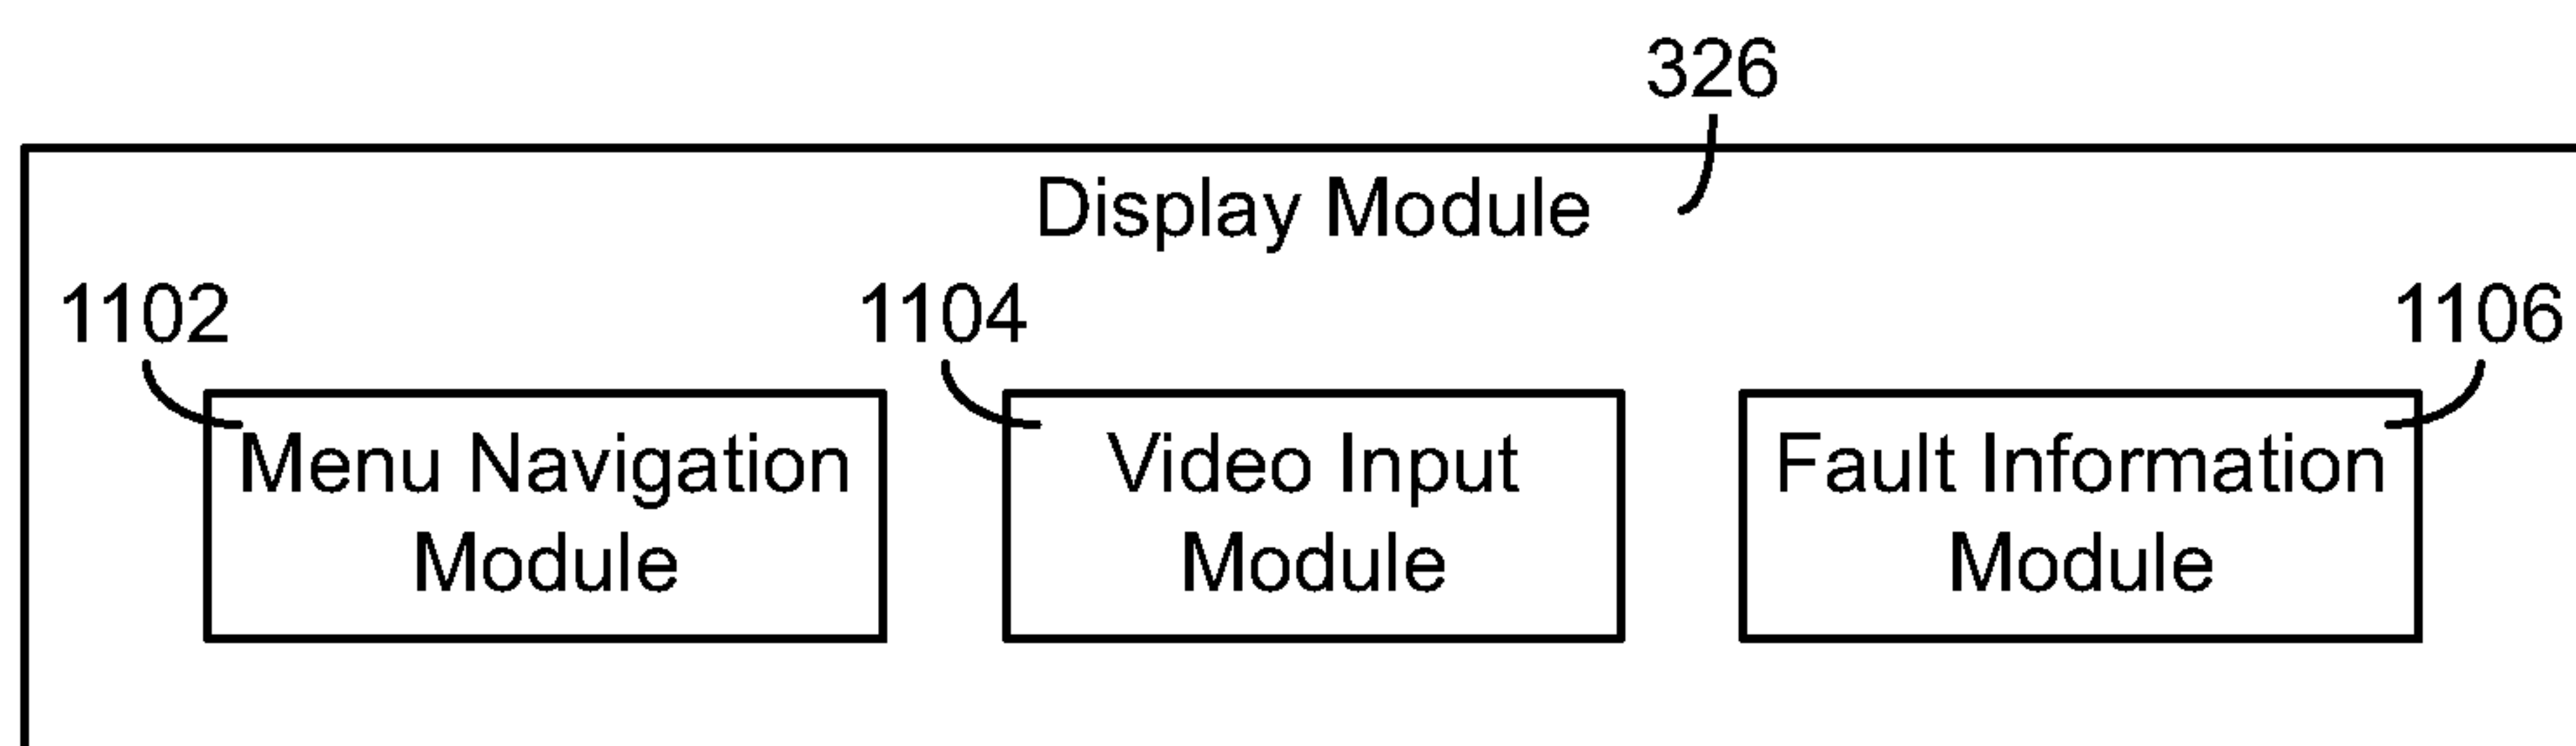 326
Display Module
1102
1104
1106
Menu Navigation
Module
Video Input
Module
Fault Information
Module